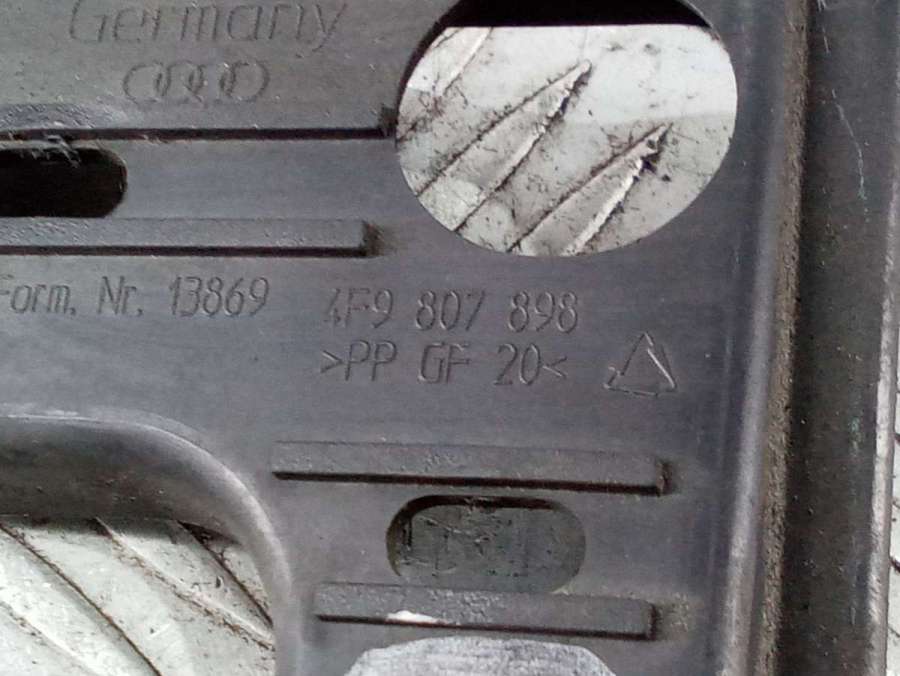 Germany
Form. Nr. 13869
4F9 807 898
>PP GF 20<